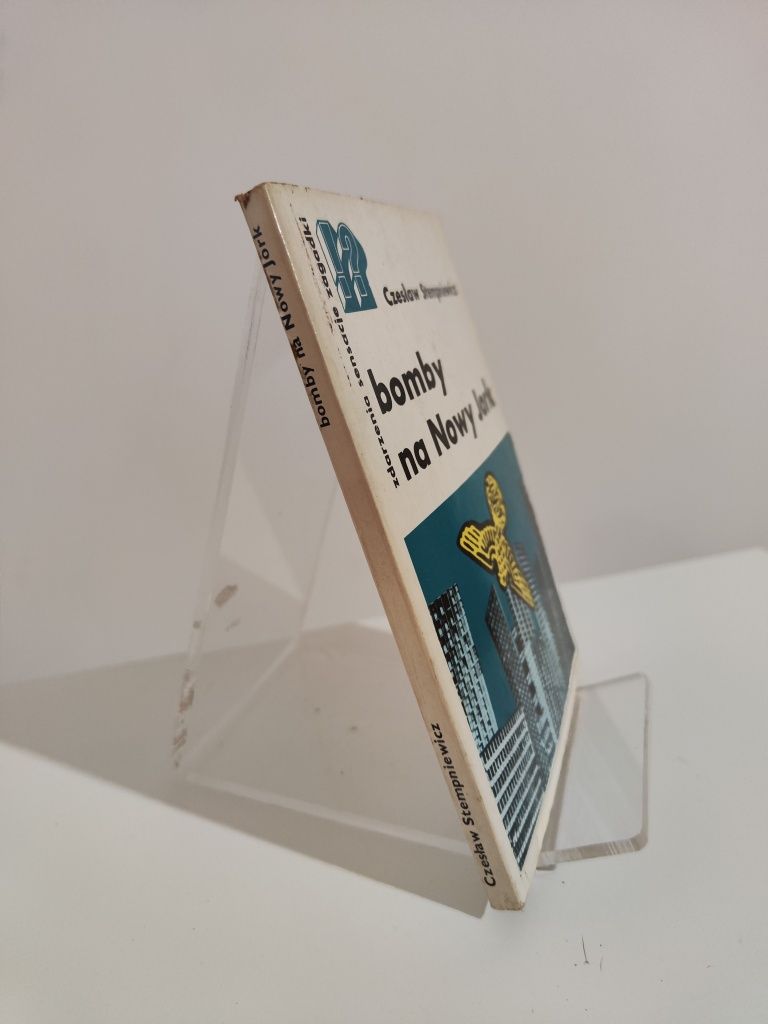 bomby na Nowy Jork
Czesław Stempniewicz
!?
zdarzenia sensacje zagadki
Czesław Stempniewicz
bomby
na Nowy Jork